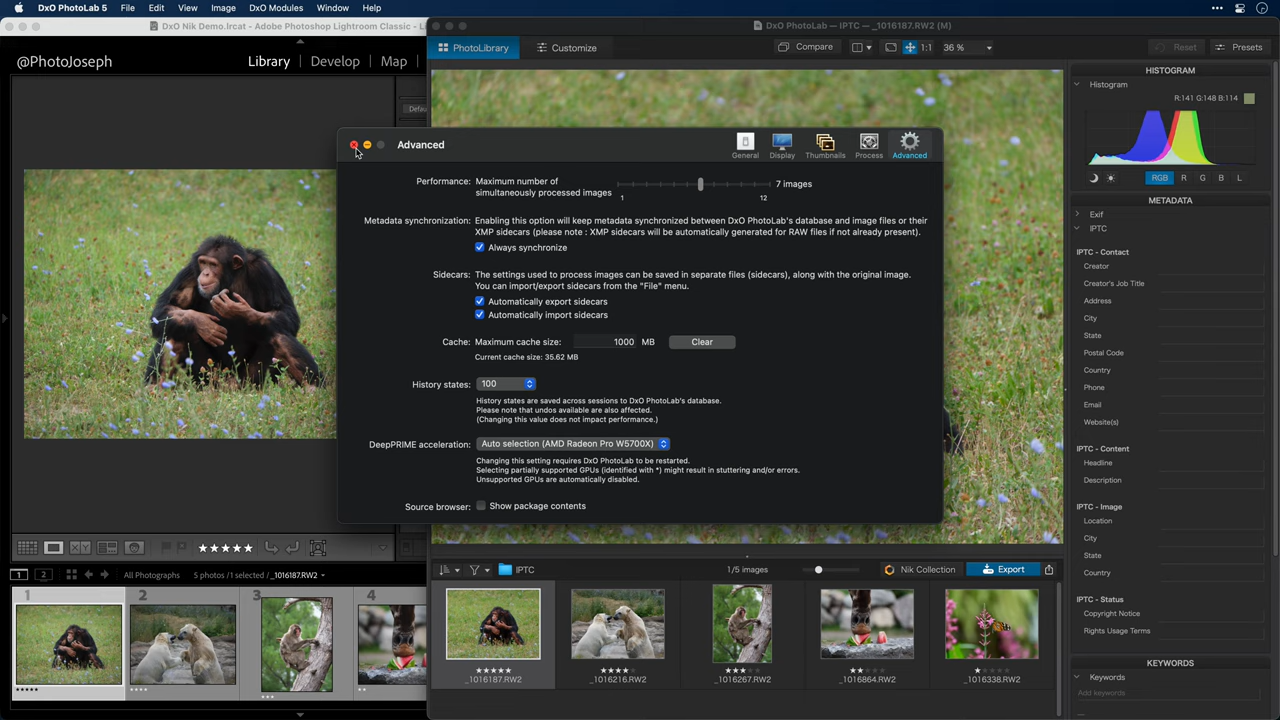 DxO PhotoLab 5 File Edit View Image DxO Modules Window Help
DxO Nik Demo.lrcat - Adobe Photoshop Lightroom Classic - Li
@PhotoJoseph
Library | Develop | Map |
Defau
DxO PhotoLab — IPTC — _1016187.RW2 (M)
PhotoLibrary Customize Compare 1:1 36 % Reset Presets
Advanced
General Display Thumbnails Process Advanced
Performance: Maximum number of
simultaneously processed images
7 images
1 12
Metadata synchronization: Enabling this option will keep metadata synchronized between DxO PhotoLab's database and image files or their
XMP sidecars (please note : XMP sidecars will be automatically generated for RAW files if not already present).
Always synchronize
Sidecars: The settings used to process images can be saved in separate files (sidecars), along with the original image.
You can import/export sidecars from the "File" menu.
Automatically export sidecars
Automatically import sidecars
Cache: Maximum cache size: 1000 MB Clear
Current cache size: 35.62 MB
History states: 100
History states are saved across sessions to DxO PhotoLab's database.
Please note that undos available are also affected.
(Changing this value does not impact performance.)
DeepPRIME acceleration: Auto selection (AMD Radeon Pro W5700X)
Changing this setting requires DxO PhotoLab to be restarted.
Selecting partially supported GPUs (identified with *) might result in stuttering and/or errors.
Unsupported GPUs are automatically disabled.
Source browser: Show package contents
HISTOGRAM
Histogram
R:141 G:148 B:114
RGB R G B L
METADATA
Exif
IPTC
IPTC - Contact
Creator
Creator's Job Title
Address
City
State
Postal Code
Country
Phone
Email
Website(s)
IPTC - Content
Headline
Description
IPTC - Image
Location
City
State
Country
IPTC - Status
Copyright Notice
Rights Usage Terms
KEYWORDS
Keywords
Add keywords
XY
1 2 All Photographs 5 photos / 1 selected / _1016187.RW2
1 2 3 4
IPTC 1/5 images Nik Collection Export
_1016187.RW2 _1016216.RW2 _1016267.RW2 _1016864.RW2 _1016338.RW2